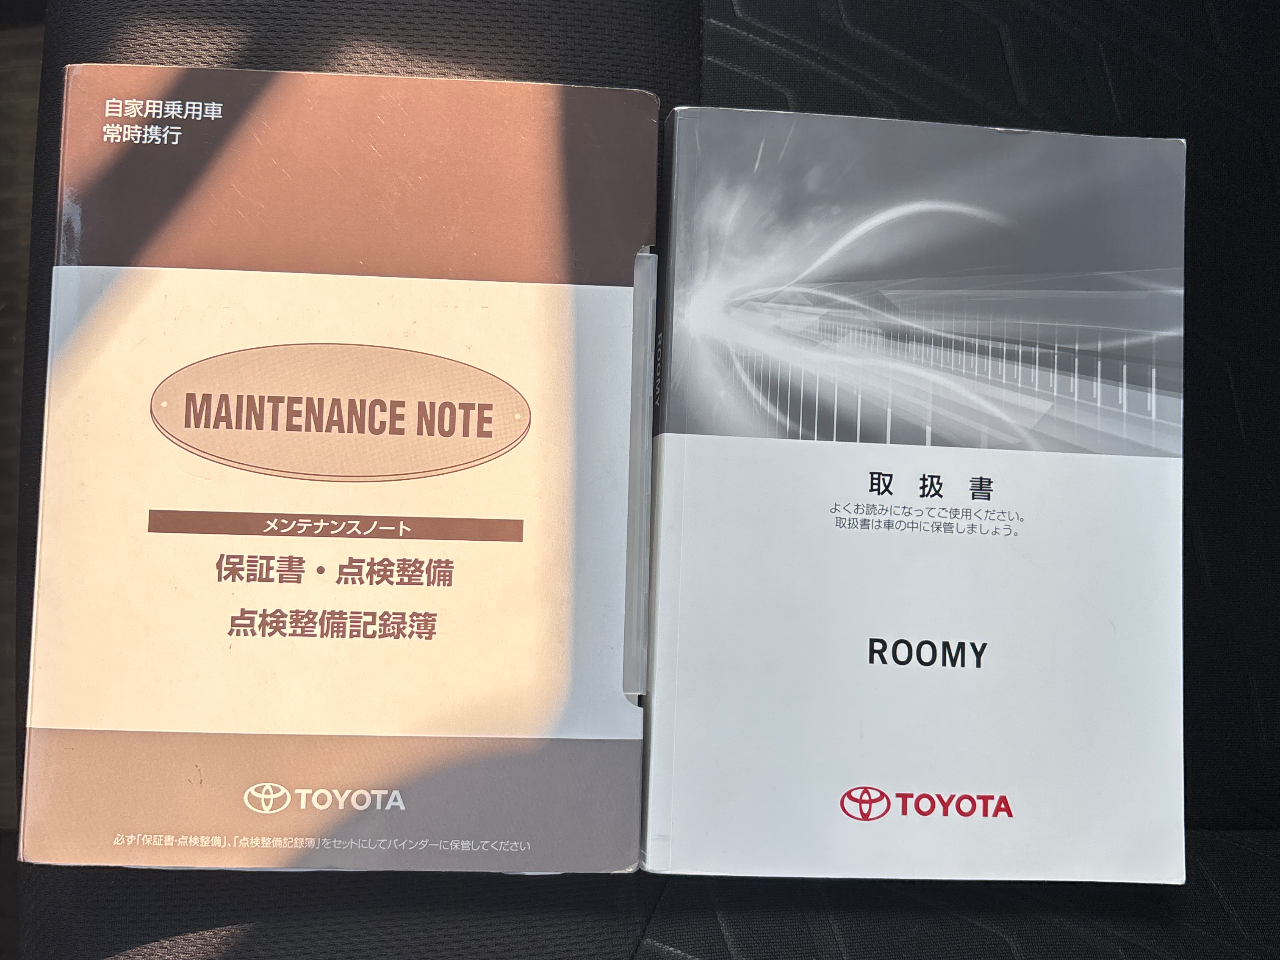 自家用乗用車
常時携行
MAINTENANCE NOTE
メンテナンスノート
保証書・点検整備
点検整備記録簿
TOYOTA
必ず「保証書・点検整備」、「点検整備記録簿」をセットにしてバインダーに保管してください
ROOMY
取扱書
よくお読みになってご使用ください。
取扱書は車の中に保管しましょう。
ROOMY
TOYOTA